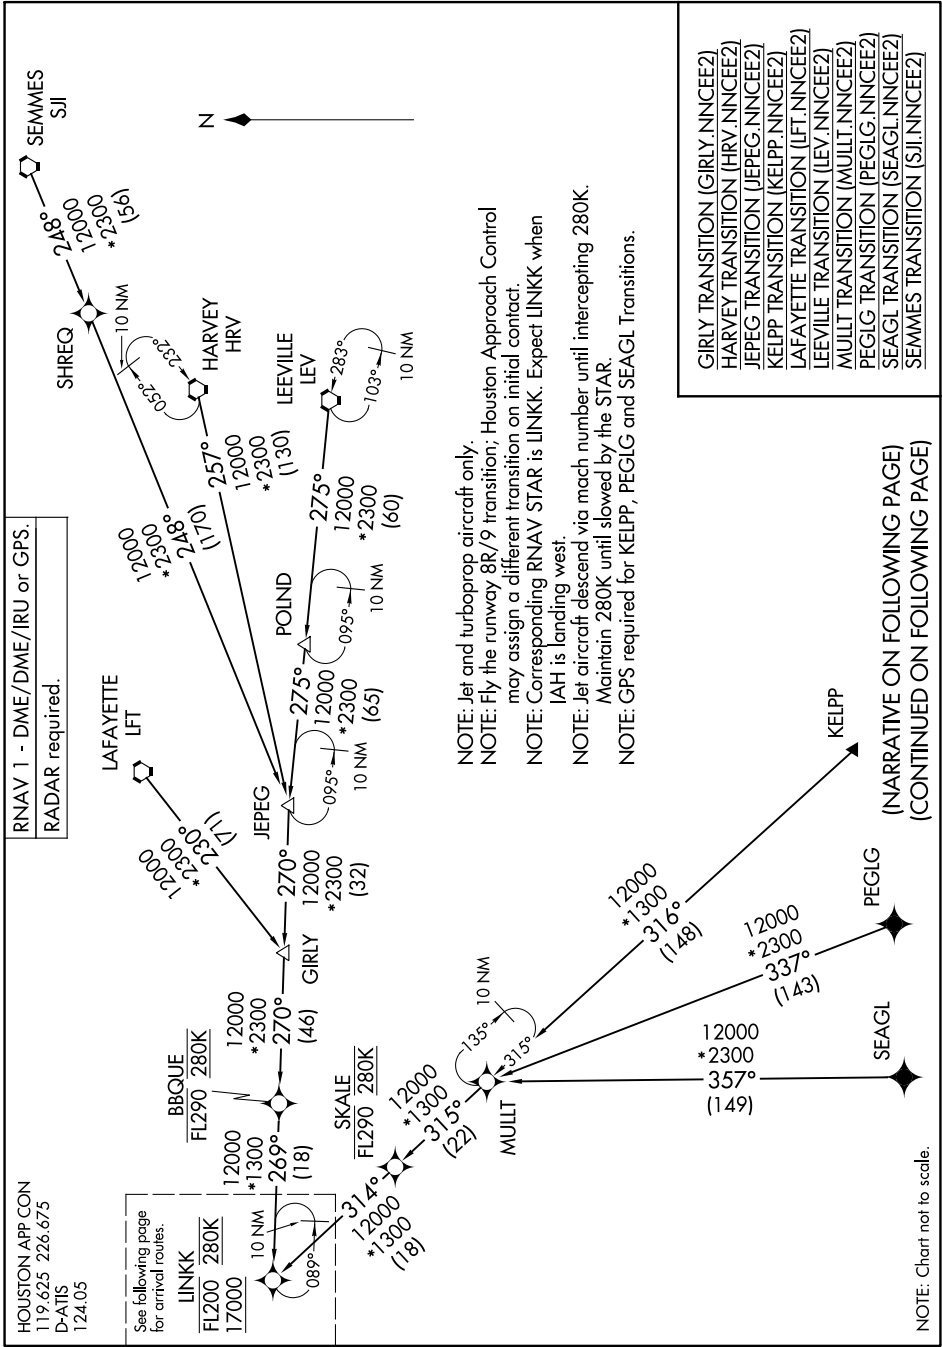 HOUSTON APP CON
119.625 226.675
D-ATIS
124.05
RNAV 1 - DME/DME/IRU or GPS.
RADAR required.
See following page
for arrival routes.
LINKK
FL200 280K
17000
10 NM
089°
12000
*1300
269°
(18)
BBQUE
FL290 280K
12000
*2300
270°
(46)
GIRLY
270°
12000
*2300
(32)
LAFAYETTE
LFT
12000
*2300
230°
(71)
JEPEG
095°
10 NM
275°
12000
*2300
(65)
POLND
095°
10 NM
275°
12000
*2300
(60)
LEEVILLE
LEV
283°
103°
10 NM
12000
*2300
248°
(170)
257°
12000
*2300
(130)
HARVEY
HRV
052°
232°
10 NM
SHREQ
248°
12000
*2300
(56)
SEMMES
SJI
N
SKALE
FL290 280K
314°
12000
*1300
(18)
12000
*1300
315°
(22)
MULLT
135°
315°
10 NM
12000
*1300
316°
(148)
KELPP
12000
*2300
337°
(143)
PEGLG
12000
*2300
357°
(149)
SEAGL
NOTE: Jet and turboprop aircraft only.
NOTE: Fly the runway 8R/9 transition; Houston Approach Control
may assign a different transition on initial contact.
NOTE: Corresponding RNAV STAR is LINKK. Expect LINKK when
IAH is landing west.
NOTE: Jet aircraft descend via mach number until intercepting 280K.
Maintain 280K until slowed by the STAR.
NOTE: GPS required for KELPP, PEGLG and SEAGL Transitions.
GIRLY TRANSITION (GIRLY.NNCEE2)
HARVEY TRANSITION (HRV.NNCEE2)
JEPEG TRANSITION (JEPEG.NNCEE2)
KELPP TRANSITION (KELPP.NNCEE2)
LAFAYETTE TRANSITION (LFT.NNCEE2)
LEEVILLE TRANSITION (LEV.NNCEE2)
MULLT TRANSITION (MULLT.NNCEE2)
PEGLG TRANSITION (PEGLG.NNCEE2)
SEAGL TRANSITION (SEAGL.NNCEE2)
SEMMES TRANSITION (SJI.NNCEE2)
(NARRATIVE ON FOLLOWING PAGE)
(CONTINUED ON FOLLOWING PAGE)
NOTE: Chart not to scale.